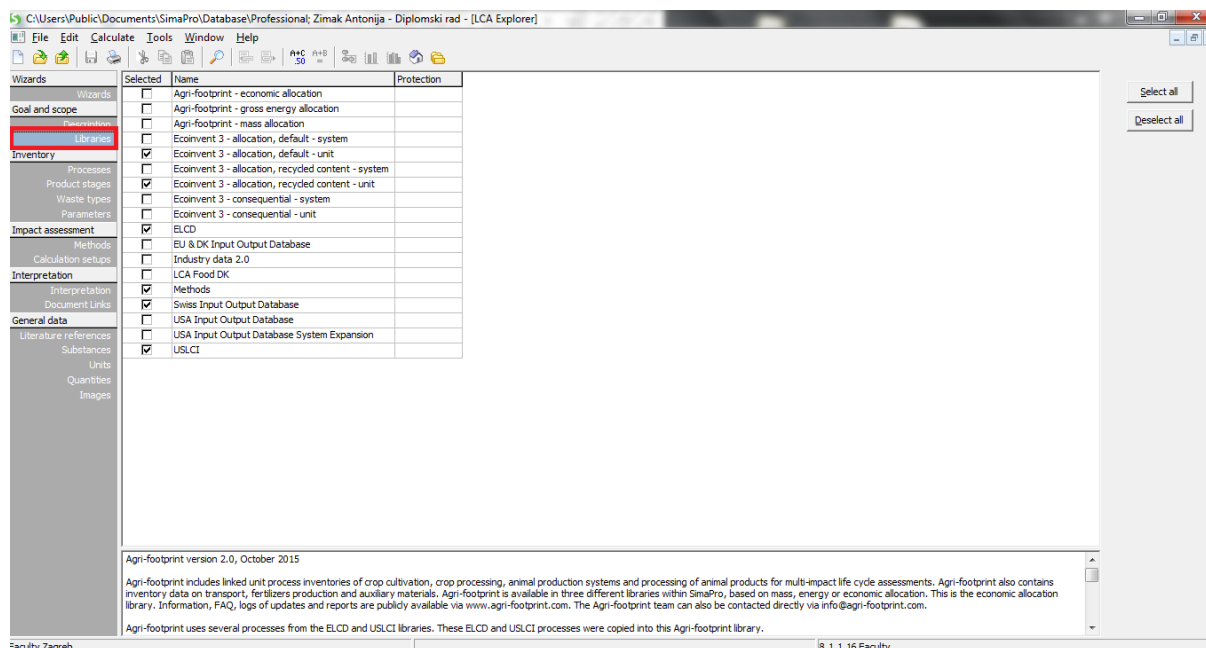 C:\Users\Public\Documents\SimaPro\Database\Professional; Zimak Antonija - Diplomski rad - [LCA Explorer]
File Edit Calculate Tools Window Help
A+C .50 A+B =
Wizards
Wizards
Goal and scope
Description
Libraries
Inventory
Processes
Product stages
Waste types
Parameters
Impact assessment
Methods
Calculation setups
Interpretation
Interpretation
Document Links
General data
Literature references
Substances
Units
Quantities
Images
Selected Name Protection
Agri-footprint - economic allocation
Agri-footprint - gross energy allocation
Agri-footprint - mass allocation
Ecoinvent 3 - allocation, default - system
Ecoinvent 3 - allocation, default - unit
Ecoinvent 3 - allocation, recycled content - system
Ecoinvent 3 - allocation, recycled content - unit
Ecoinvent 3 - consequential - system
Ecoinvent 3 - consequential - unit
ELCD
EU & DK Input Output Database
Industry data 2.0
LCA Food DK
Methods
Swiss Input Output Database
USA Input Output Database
USA Input Output Database System Expansion
USLCI
Select all
Deselect all
Agri-footprint version 2.0, October 2015
Agri-footprint includes linked unit process inventories of crop cultivation, crop processing, animal production systems and processing of animal products for multi-impact life cycle assessments. Agri-footprint also contains
inventory data on transport, fertilizers production and auxiliary materials. Agri-footprint is available in three different libraries within SimaPro, based on mass, energy or economic allocation. This is the economic allocation
library. Information, FAQ, logs of updates and reports are publicly available via www.agri-footprint.com. The Agri-footprint team can also be contacted directly via info@agri-footprint.com.
Agri-footprint uses several processes from the ELCD and USLCI libraries. These ELCD and USLCI processes were copied into this Agri-footprint library.
Faculty Zagreb 8.1.1.16 Faculty